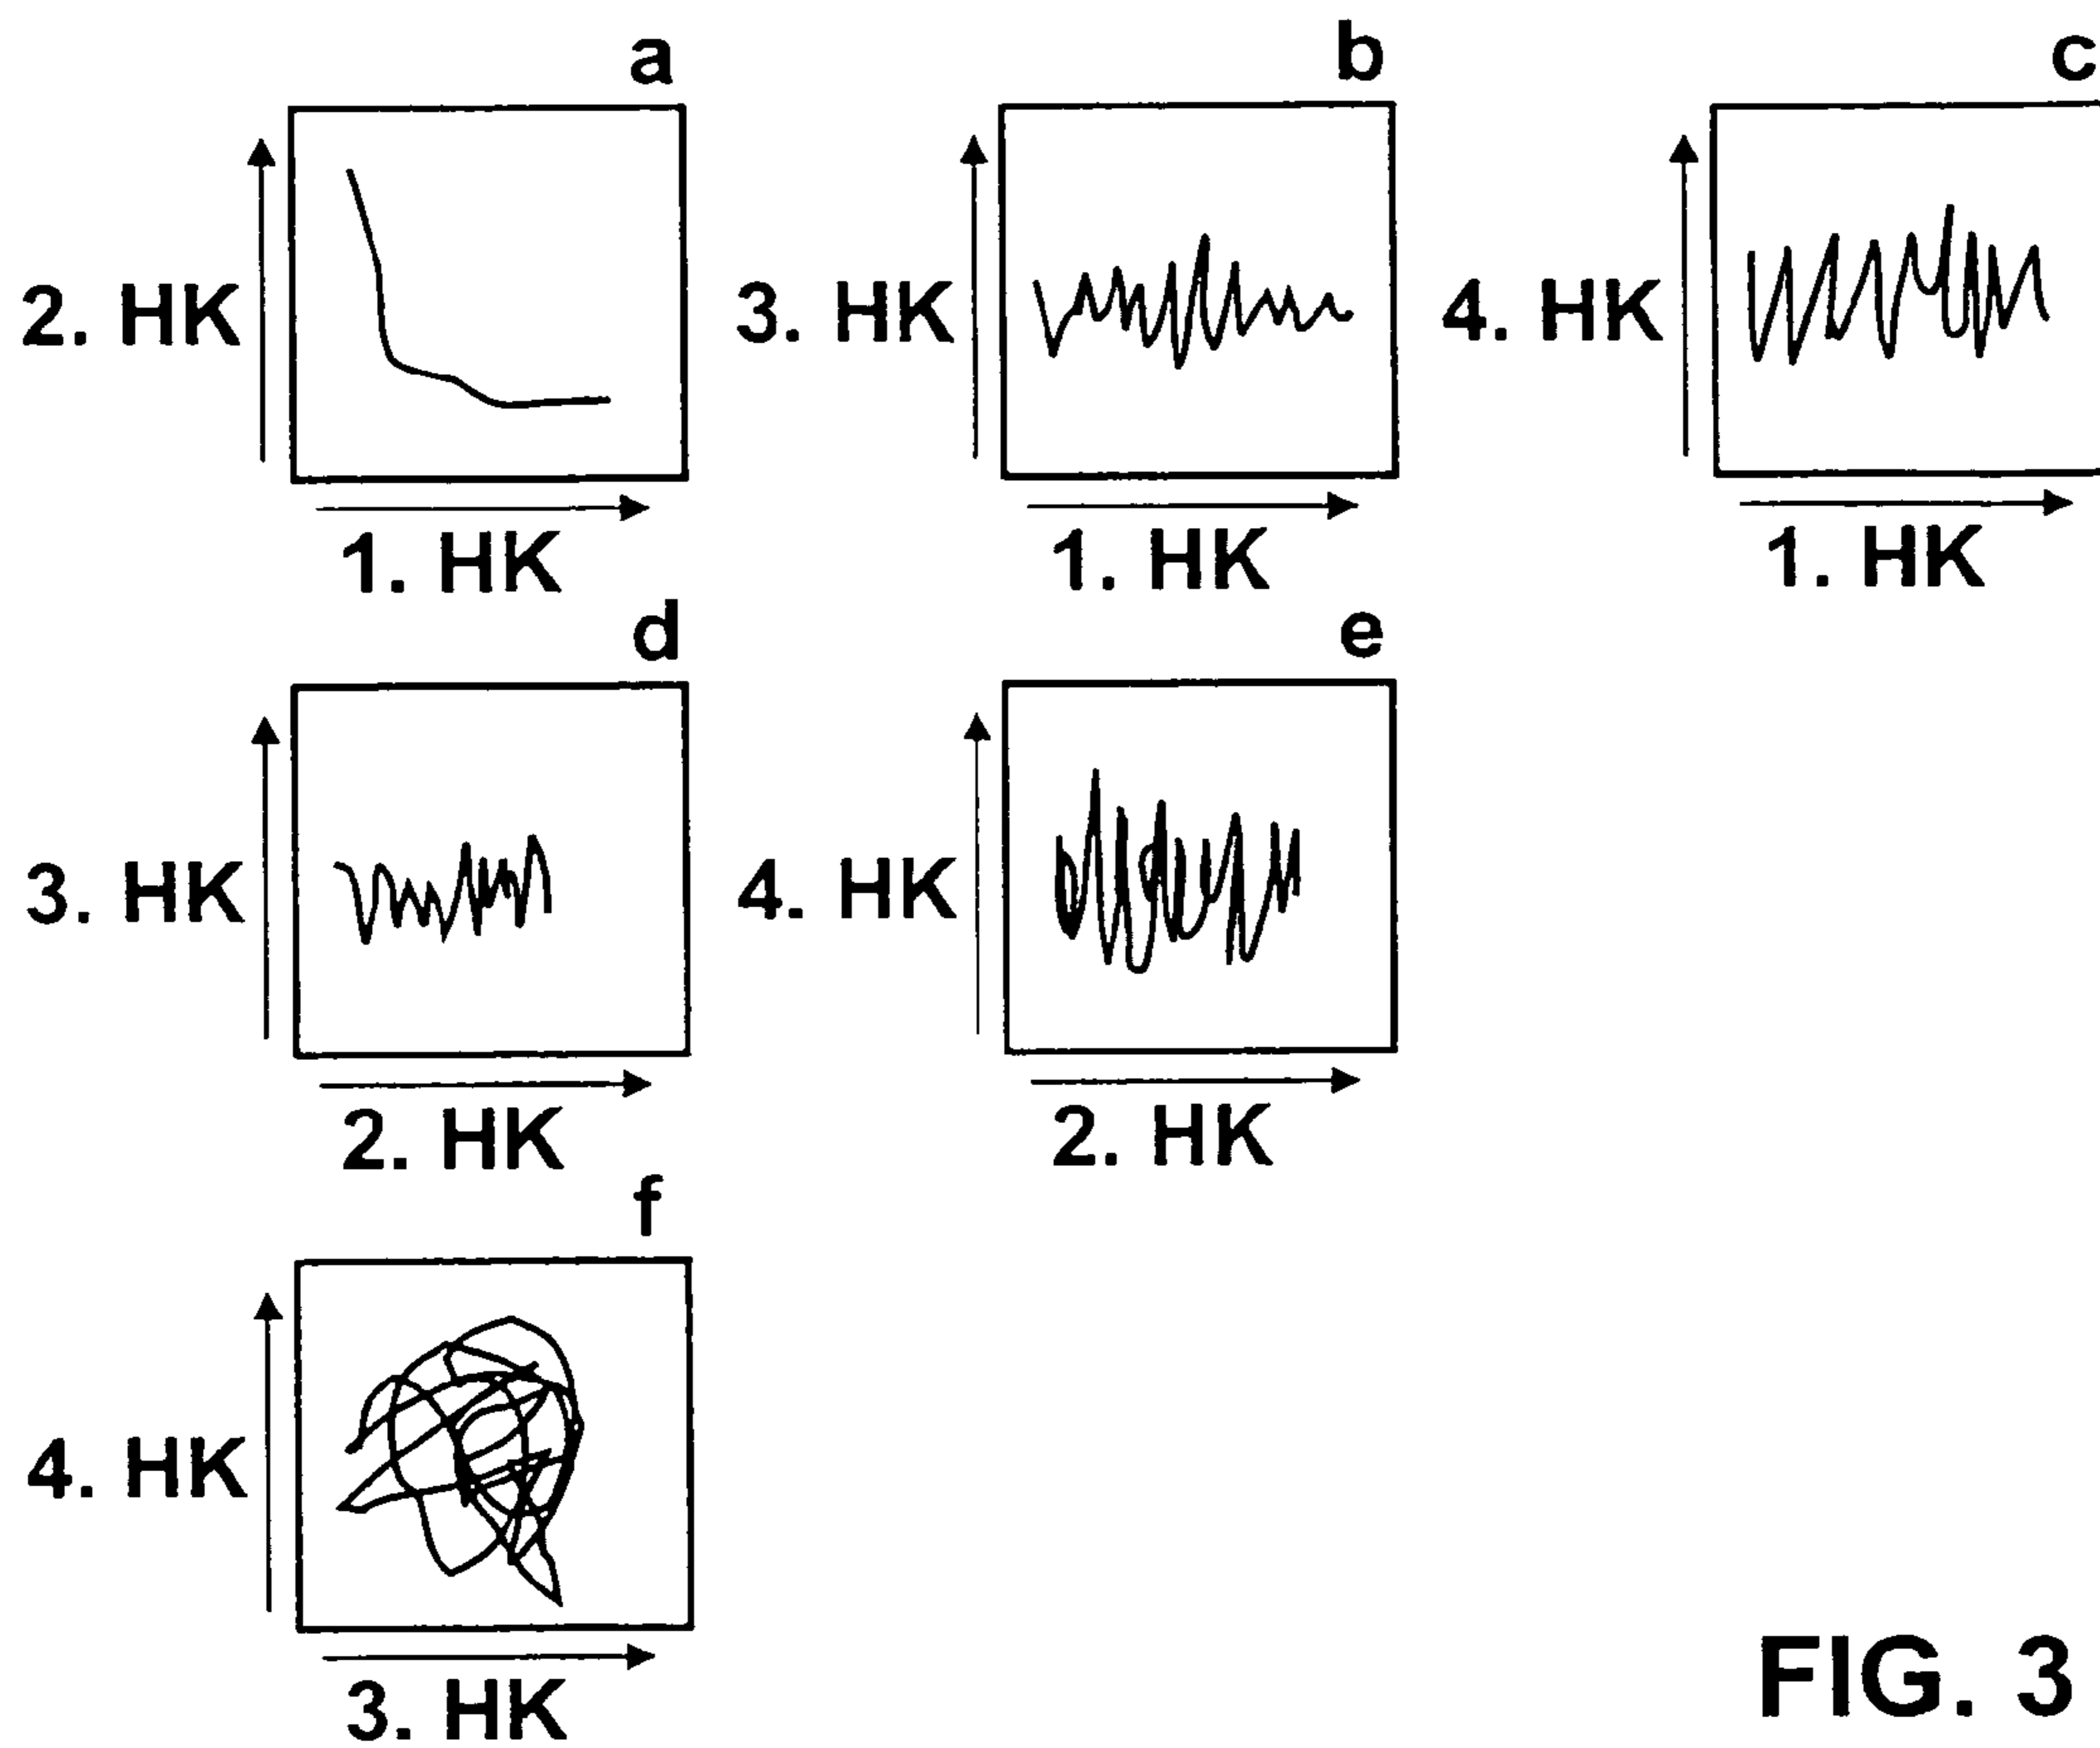 a b c
2. HK 3. HK 4. HK
1. HK 1. HK 1. HK
d e
3. HK 4. HK
2. HK 2. HK
f
4. HK
3. HK
FIG. 3